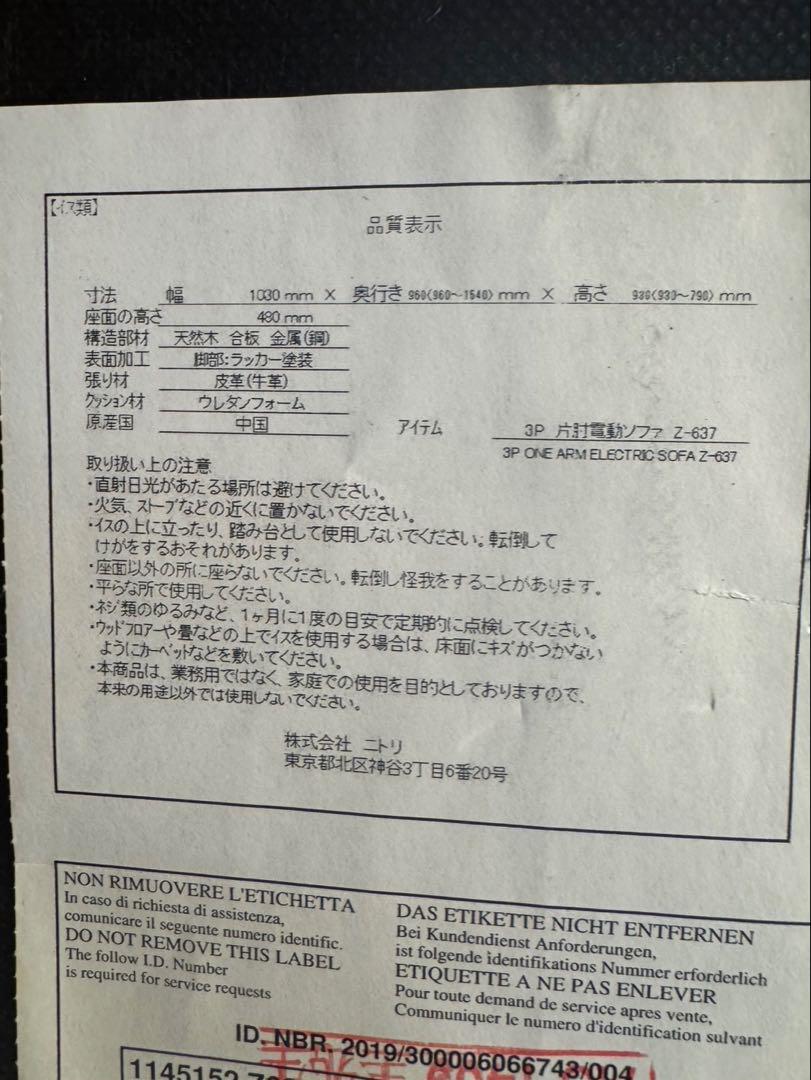 【イス類】
品質表示
寸法 幅 1030 mm X 奥行き 960(960～1540) mm X 高さ 930(930～790) mm
座面の高さ 480 mm
構造部材 天然木 合板 金属(鋼)
表面加工 脚部:ラッカー塗装
張り材 皮革(牛革)
クッション材 ウレタンフォーム
原産国 中国 アイテム 3P 片肘電動ソファ Z-637
3P ONE ARM ELECTRIC SOFA Z-637
取り扱い上の注意
・直射日光があたる場所は避けてください。
・火気、ストーブなどの近くに置かないでください。
・イスの上に立ったり、踏み台として使用しないでください。転倒して
けがをするおそれがあります。
・座面以外の所に座らないでください。転倒し怪我をすることがあります。
・平らな所で使用してください。
・ネジ類のゆるみなど、1ヶ月に1度の目安で定期的に点検してください。
・ウッドフロアーや畳などの上でイスを使用する場合は、床面にキズがつかない
ようにカーペットなどを敷いてください。
・本商品は、業務用ではなく、家庭での使用を目的としておりますので、
本来の用途以外では使用しないでください。
株式会社 ニトリ
東京都北区神谷3丁目6番20号
NON RIMUOVERE L'ETICHETTA
In caso di richiesta di assistenza,
comunicare il seguente numero identific.
DO NOT REMOVE THIS LABEL
The follow I.D. Number
is required for service requests
DAS ETIKETTE NICHT ENTFERNEN
Bei Kundendienst Anforderungen,
ist folgende identifikations Nummer erforderlich
ETIQUETTE A NE PAS ENLEVER
Pour toute demand de service apres vente,
Communiquer le numero d'identification sulvant
ID. NBR. 2019/300006066743/004
1145152